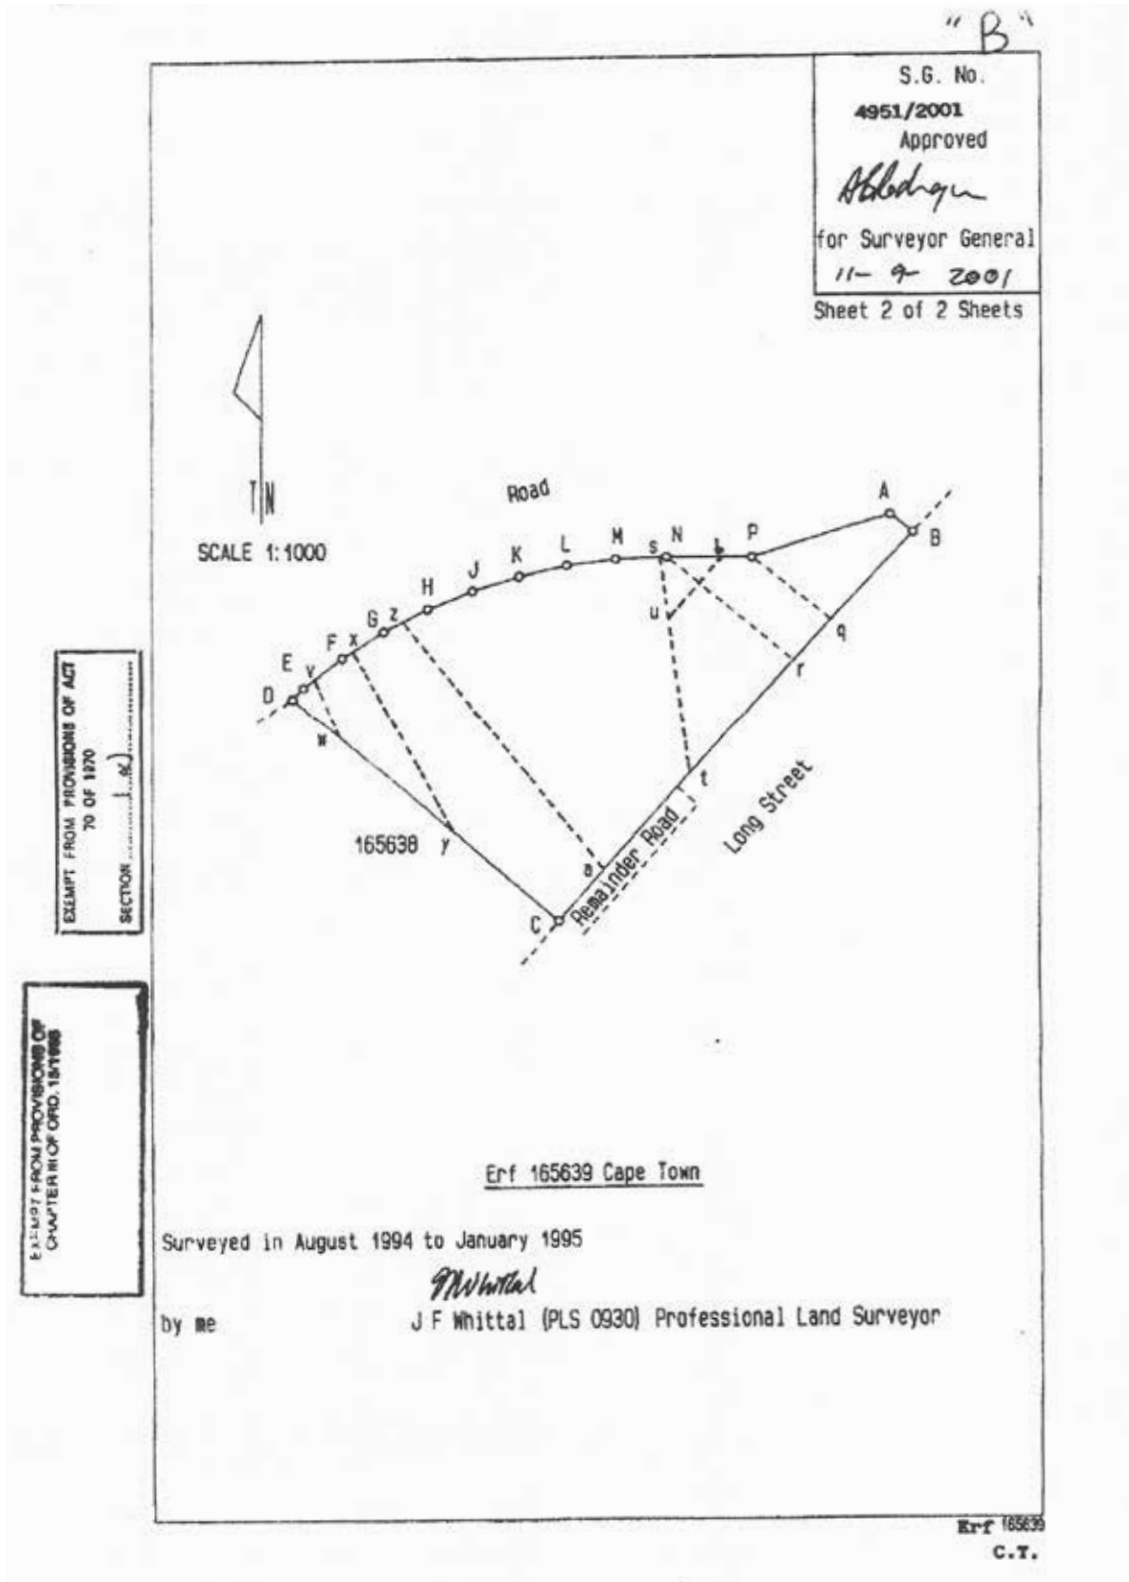 "B"
S.G. No.
4951/2001
Approved
for Surveyor General
11-9-2001
Sheet 2 of 2 Sheets
T N
SCALE 1:1000
Road
A
B
P
b
N
s
M
L
K
J
H
z
G
x
F
v
E
D
w
u
q
r
t
y
a
C
165638
Remainder Road
Long Street
EXEMPT FROM PROVISIONS OF ACT
70 OF 1970
SECTION
EXEMPT FROM PROVISIONS OF
CHAPTER III OF ORD. 15/1985
Erf 165639 Cape Town
Surveyed in August 1994 to January 1995
by me
J F Whittal (PLS 0930) Professional Land Surveyor
Erf 165639
C.T.